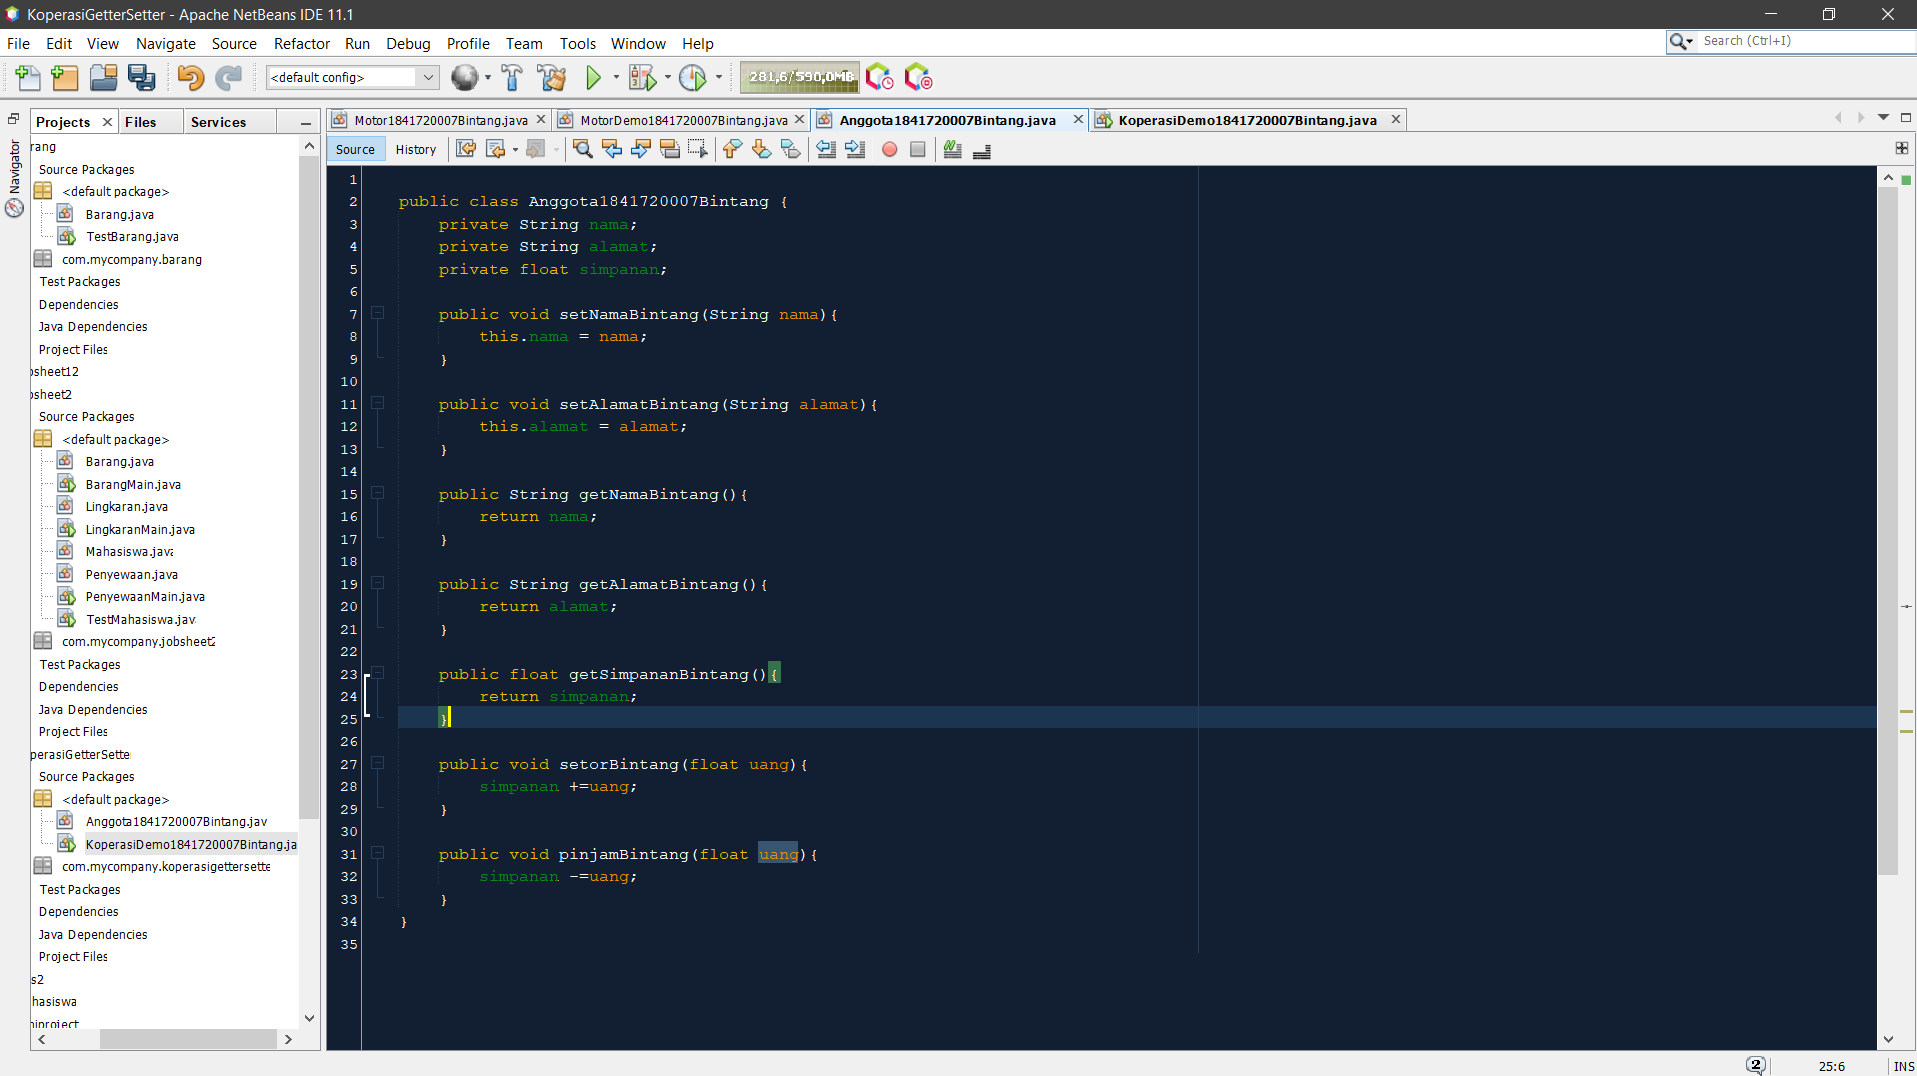 KoperasiGetterSetter - Apache NetBeans IDE 11.1
File Edit View Navigate Source Refactor Run Debug Profile Team Tools Window Help
Search (Ctrl+I)
<default config>
281,6/590,0MB
Projects Files Services
Navigator
rang
Source Packages
<default package>
Barang.java
TestBarang.java
com.mycompany.barang
Test Packages
Dependencies
Java Dependencies
Project Files
bsheet12
bsheet2
Source Packages
<default package>
Barang.java
BarangMain.java
Lingkaran.java
LingkaranMain.java
Mahasiswa.java
Penyewaan.java
PenyewaanMain.java
TestMahasiswa.jav
com.mycompany.jobsheet2
Test Packages
Dependencies
Java Dependencies
Project Files
perasiGetterSette
Source Packages
<default package>
Anggota1841720007Bintang.jav
KoperasiDemo1841720007Bintang.ja
com.mycompany.koperasigettersette
Test Packages
Dependencies
Java Dependencies
Project Files
s2
hasiswa
niproject
Motor1841720007Bintang.java MotorDemo1841720007Bintang.java Anggota1841720007Bintang.java KoperasiDemo1841720007Bintang.java
Source History
1
2 public class Anggota1841720007Bintang {
3 private String nama;
4 private String alamat;
5 private float simpanan;
6
7 public void setNamaBintang(String nama){
8 this.nama = nama;
9 }
10
11 public void setAlamatBintang(String alamat){
12 this.alamat = alamat;
13 }
14
15 public String getNamaBintang(){
16 return nama;
17 }
18
19 public String getAlamatBintang(){
20 return alamat;
21 }
22
23 public float getSimpananBintang(){
24 return simpanan;
25 }
26
27 public void setorBintang(float uang){
28 simpanan +=uang;
29 }
30
31 public void pinjamBintang(float uang){
32 simpanan -=uang;
33 }
34 }
35
2 25:6 INS